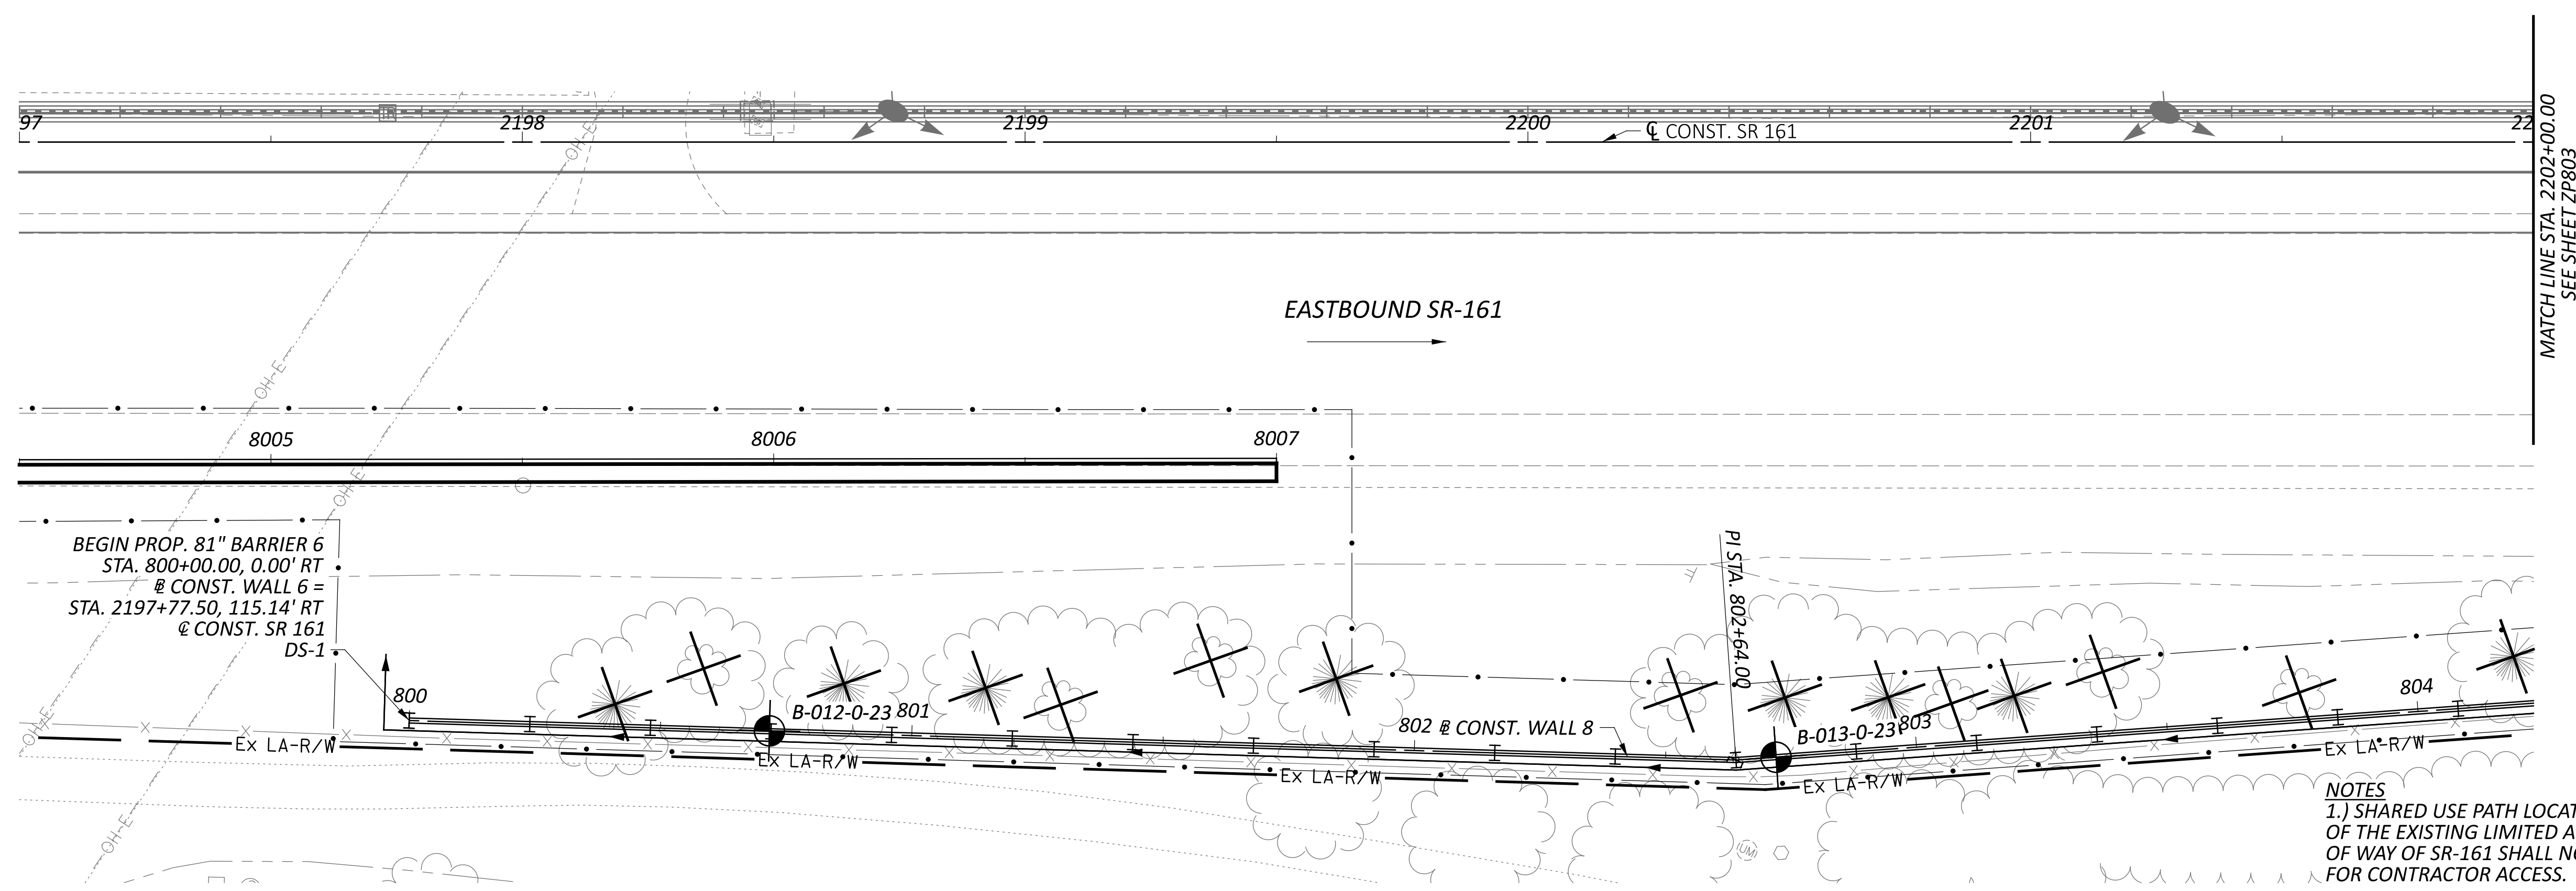 97
2198
2199
2200
2201
22
℄ CONST. SR 161
MATCH LINE STA. 2202+00.00
SEE SHEET ZP803
OH-E
OH-E
EASTBOUND SR-161
OH-E
8005
8006
8007
OH-E
BEGIN PROP. 81" BARRIER 6
STA. 800+00.00, 0.00' RT
B CONST. WALL 6 =
STA. 2197+77.50, 115.14' RT
℄ CONST. SR 161
DS-1
PI STA. 802+64.00
800
B-012-0-23
801
802
B CONST. WALL 8
B-013-0-23
803
804
OH-E
Ex LA-R/W
Ex LA-R/W
Ex LA-R/W
Ex LA-R/W
Ex LA-R/W
OH-E
UM
NOTES
1.) SHARED USE PATH LOCAT
OF THE EXISTING LIMITED A
OF WAY OF SR-161 SHALL NO
FOR CONTRACTOR ACCESS.